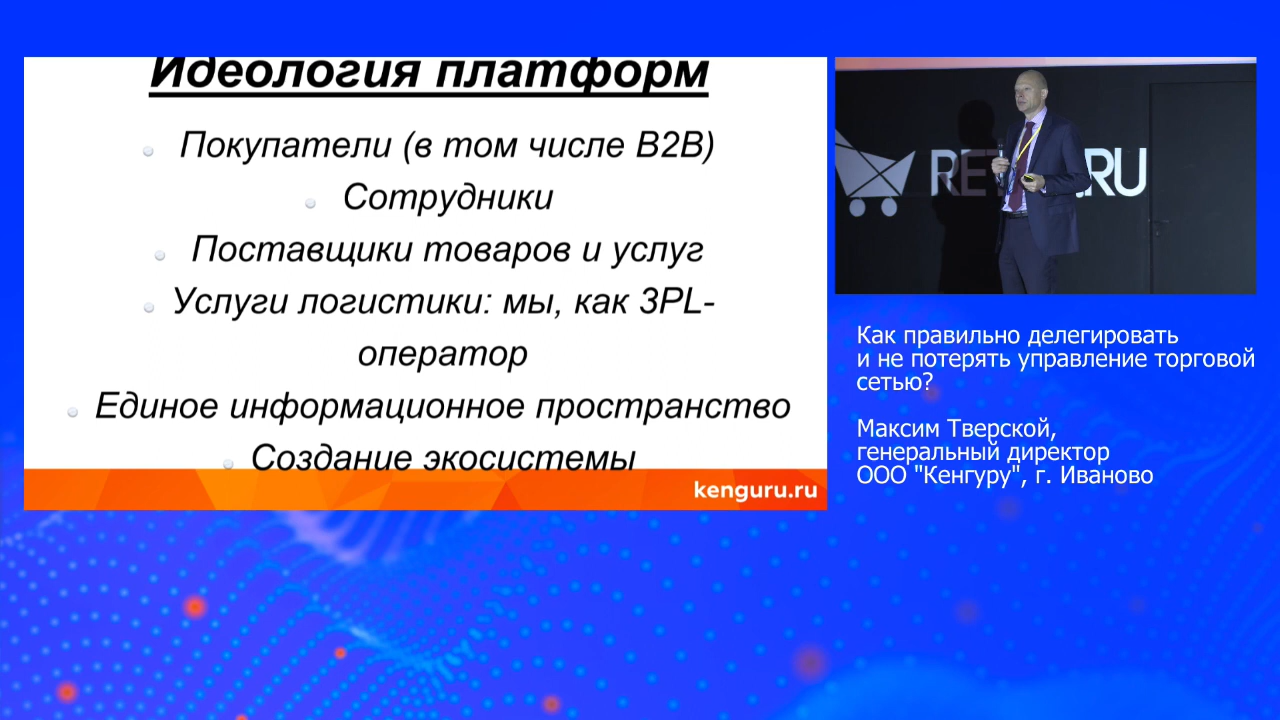 Идеология платформ
Покупатели (в том числе B2B)
Сотрудники
Поставщики товаров и услуг
Услуги логистики: мы, как 3PL-
оператор
Единое информационное пространство
Создание экосистемы
kenguru.ru
Как правильно делегировать
и не потерять управление торговой
сетью?
Максим Тверской,
генеральный директор
ООО "Кенгуру", г. Иваново